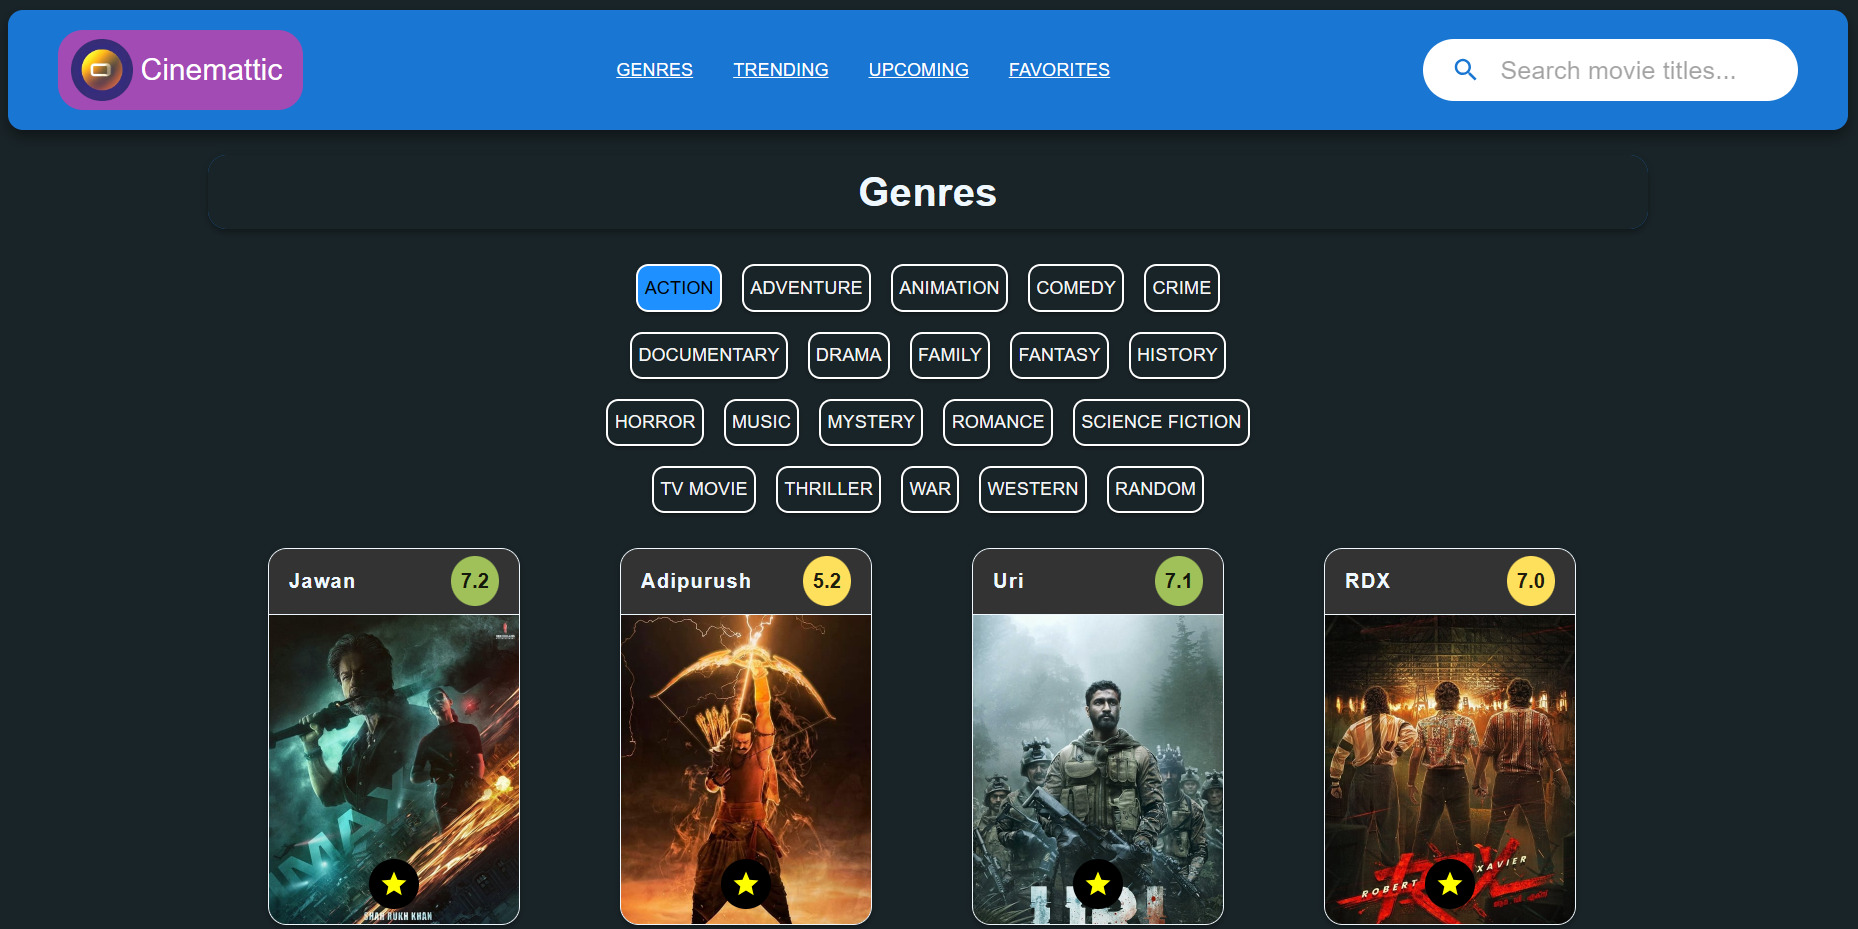 Cinemattic
GENRES TRENDING UPCOMING FAVORITES
Search movie titles...
Genres
ACTION ADVENTURE ANIMATION COMEDY CRIME
DOCUMENTARY DRAMA FAMILY FANTASY HISTORY
HORROR MUSIC MYSTERY ROMANCE SCIENCE FICTION
TV MOVIE THRILLER WAR WESTERN RANDOM
Jawan 7.2
Adipurush 5.2
Uri 7.1
RDX 7.0
IMAX
SHAH RUKH KHAN
URI
ROBERT
XAVIER